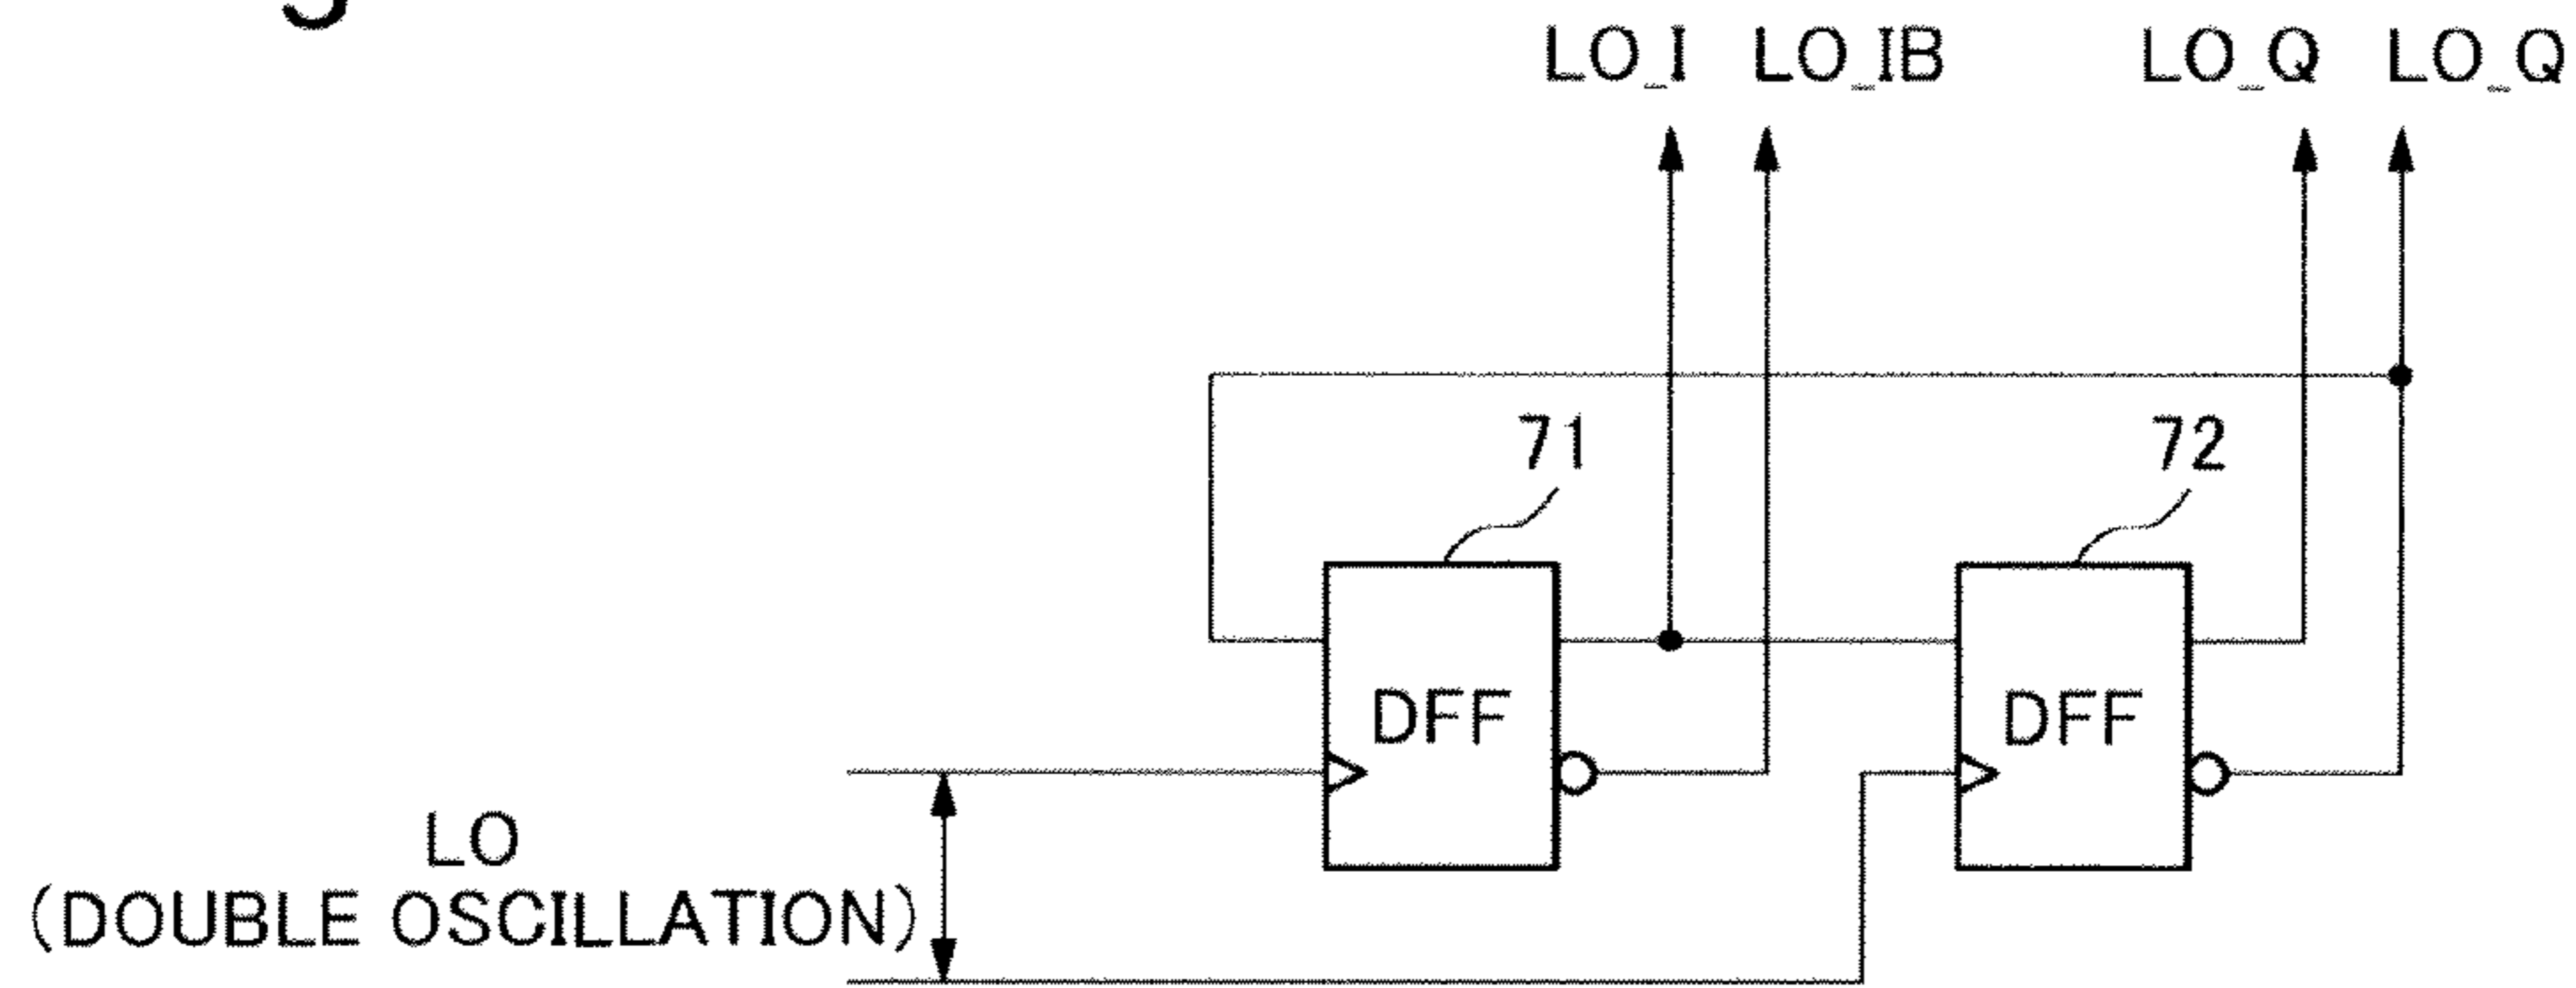 LO_I LO_IB LO_Q LO_Q
71 72
DFF DFF
LO
(DOUBLE OSCILLATION)